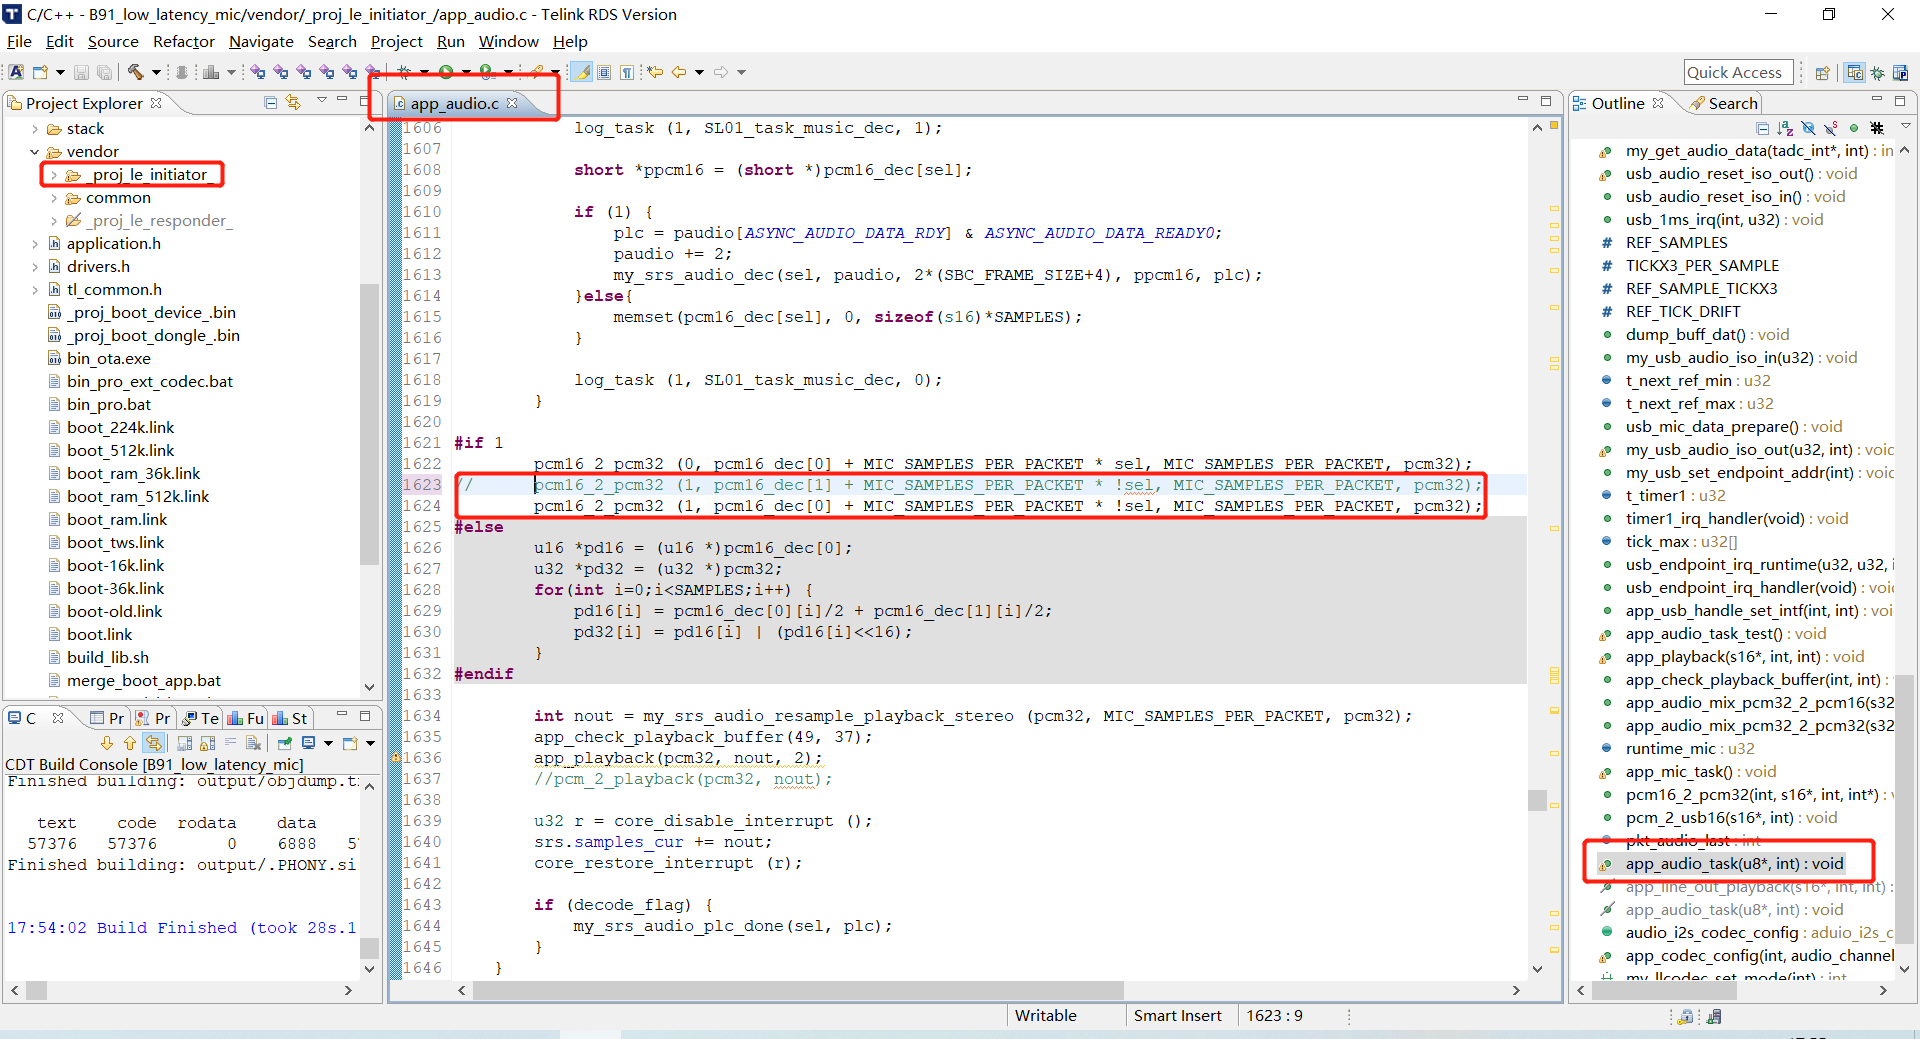 C/C++ - B91_low_latency_mic/vendor/_proj_le_initiator_/app_audio.c - Telink RDS Version
File Edit Source Refactor Navigate Search Project Run Window Help
Quick Access
Project Explorer
stack
vendor
_proj_le_initiator_
common
_proj_le_responder_
application.h
drivers.h
tl_common.h
_proj_boot_device_.bin
_proj_boot_dongle_.bin
bin_ota.exe
bin_pro_ext_codec.bat
bin_pro.bat
boot_224k.link
boot_512k.link
boot_ram_36k.link
boot_ram_512k.link
boot_ram.link
boot_tws.link
boot-16k.link
boot-36k.link
boot-old.link
boot.link
build_lib.sh
merge_boot_app.bat
C Pr Pr Te Fu St
CDT Build Console [B91_low_latency_mic]
Finished building: output/objdump.t
text code rodata data
57376 57376 0 6888 5
Finished building: output/.PHONY.si
17:54:02 Build Finished (took 28s.1
app_audio.c
1606 log_task (1, SL01_task_music_dec, 1);
1607
1608 short *ppcm16 = (short *)pcm16_dec[sel];
1609
1610 if (1) {
1611 plc = paudio[ASYNC_AUDIO_DATA_RDY] & ASYNC_AUDIO_DATA_READY0;
1612 paudio += 2;
1613 my_srs_audio_dec(sel, paudio, 2*(SBC_FRAME_SIZE+4), ppcm16, plc);
1614 }else{
1615 memset(pcm16_dec[sel], 0, sizeof(s16)*SAMPLES);
1616 }
1617
1618 log_task (1, SL01_task_music_dec, 0);
1619 }
1620
1621 #if 1
1622 pcm16_2_pcm32 (0, pcm16_dec[0] + MIC_SAMPLES_PER_PACKET * sel, MIC_SAMPLES_PER_PACKET, pcm32);
1623 // pcm16_2_pcm32 (1, pcm16_dec[1] + MIC_SAMPLES_PER_PACKET * !sel, MIC_SAMPLES_PER_PACKET, pcm32);
1624 pcm16_2_pcm32 (1, pcm16_dec[0] + MIC_SAMPLES_PER_PACKET * !sel, MIC_SAMPLES_PER_PACKET, pcm32);
1625 #else
1626 u16 *pd16 = (u16 *)pcm16_dec[0];
1627 u32 *pd32 = (u32 *)pcm32;
1628 for(int i=0;i<SAMPLES;i++) {
1629 pd16[i] = pcm16_dec[0][i]/2 + pcm16_dec[1][i]/2;
1630 pd32[i] = pd16[i] | (pd16[i]<<16);
1631 }
1632 #endif
1633
1634 int nout = my_srs_audio_resample_playback_stereo (pcm32, MIC_SAMPLES_PER_PACKET, pcm32);
1635 app_check_playback_buffer(49, 37);
1636 app_playback(pcm32, nout, 2);
1637 //pcm_2_playback(pcm32, nout);
1638
1639 u32 r = core_disable_interrupt ();
1640 srs.samples_cur += nout;
1641 core_restore_interrupt (r);
1642
1643 if (decode_flag) {
1644 my_srs_audio_plc_done(sel, plc);
1645 }
1646 }
Outline Search
my_get_audio_data(tadc_int*, int) : in
usb_audio_reset_iso_out() : void
usb_audio_reset_iso_in() : void
usb_1ms_irq(int, u32) : void
REF_SAMPLES
TICKX3_PER_SAMPLE
REF_SAMPLE_TICKX3
REF_TICK_DRIFT
dump_buff_dat() : void
my_usb_audio_iso_in(u32) : void
t_next_ref_min : u32
t_next_ref_max : u32
usb_mic_data_prepare() : void
my_usb_audio_iso_out(u32, int) : void
my_usb_set_endpoint_addr(int) : void
t_timer1 : u32
timer1_irq_handler(void) : void
tick_max : u32[]
usb_endpoint_irq_runtime(u32, u32, i
usb_endpoint_irq_handler(void) : voi
app_usb_handle_set_intf(int, int) : voi
app_audio_task_test() : void
app_playback(s16*, int, int) : void
app_check_playback_buffer(int, int) :
app_audio_mix_pcm32_2_pcm16(s32
app_audio_mix_pcm32_2_pcm32(s32
runtime_mic : u32
app_mic_task() : void
pcm16_2_pcm32(int, s16*, int, int*) :
pcm_2_usb16(s16*, int) : void
pkt_audio_last : int
app_audio_task(u8*, int) : void
app_line_out_playback(s16*, int, int) :
app_audio_task(u8*, int) : void
audio_i2s_codec_config : aduio_i2s_c
app_codec_config(int, audio_channel
my_llcodec_set_mode(int) : int
Writable Smart Insert 1623 : 9